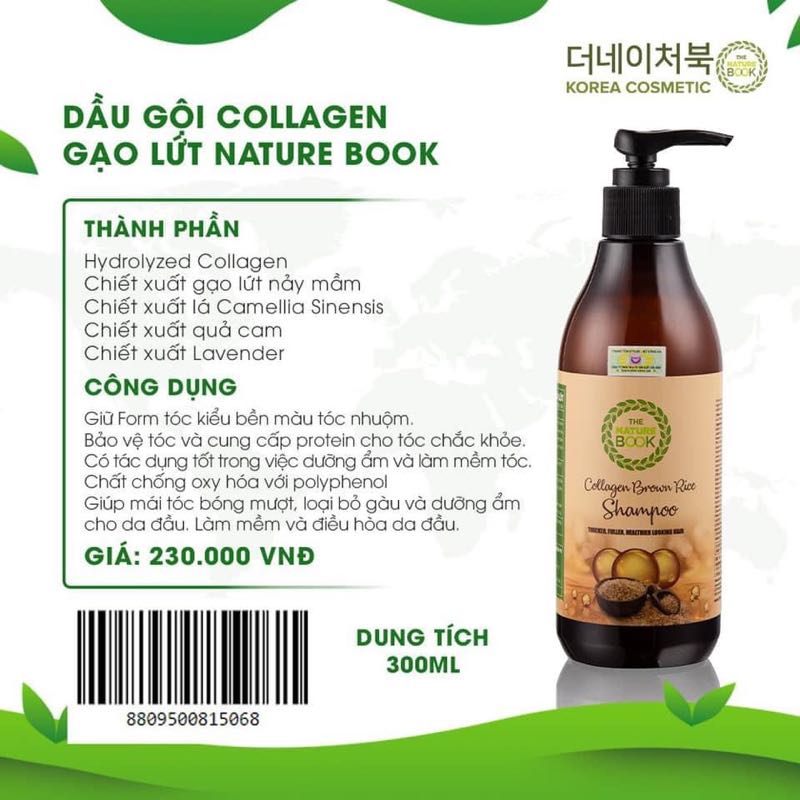 더네이처북
KOREA COSMETIC
THE
NATURE
BOOK
DẦU GỘI COLLAGEN
GẠO LỨT NATURE BOOK
THÀNH PHẦN
Hydrolyzed Collagen
Chiết xuất gạo lứt nảy mầm
Chiết xuất lá Camellia Sinensis
Chiết xuất quả cam
Chiết xuất Lavender
CÔNG DỤNG
Giữ Form tóc kiểu bền màu tóc nhuộm.
Bảo vệ tóc và cung cấp protein cho tóc chắc khỏe.
Có tác dụng tốt trong việc dưỡng ẩm và làm mềm tóc.
Chất chống oxy hóa với polyphenol
Giúp mái tóc bóng mượt, loại bỏ gàu và dưỡng ẩm
cho da đầu. Làm mềm và điều hòa da đầu.
GIÁ: 230.000 VNĐ
8809500815068
DUNG TÍCH
300ML
THE
NATURE
BOOK
Collagen Brown Rice
Shampoo
THICKER, FULLER, HEALTHIER LOOKING HAIR